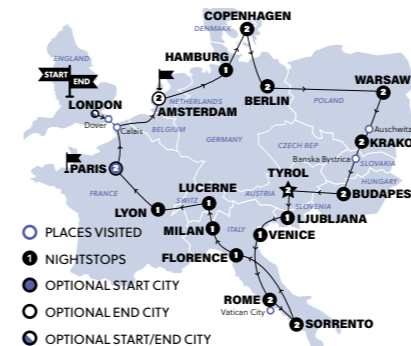 COPENHAGEN
2
DENMARK
ENGLAND
HAMBURG
1
START
END
2
AMSTERDAM
NETHERLANDS
2
BERLIN
WARSAW
2
POLAND
LONDON
Dover
Calais
BELGIUM
GERMANY
Auschwitz
2
KRAKO
CZECH REP
Banska Bystrica
SLOVAKIA
PARIS
2
FRANCE
TYROL
HUNGARY
2
BUDAPES
LUCERNE
1
SWITZ
AUSTRIA
SLOVENIA
1
LJUBLJANA
LYON
1
1
MILAN
ITALY
1
VENICE
FLORENCE
1
ROME
2
Vatican City
2
SORRENTO
PLACES VISITED
1 NIGHTSTOPS
OPTIONAL START CITY
OPTIONAL END CITY
OPTIONAL START/END CITY